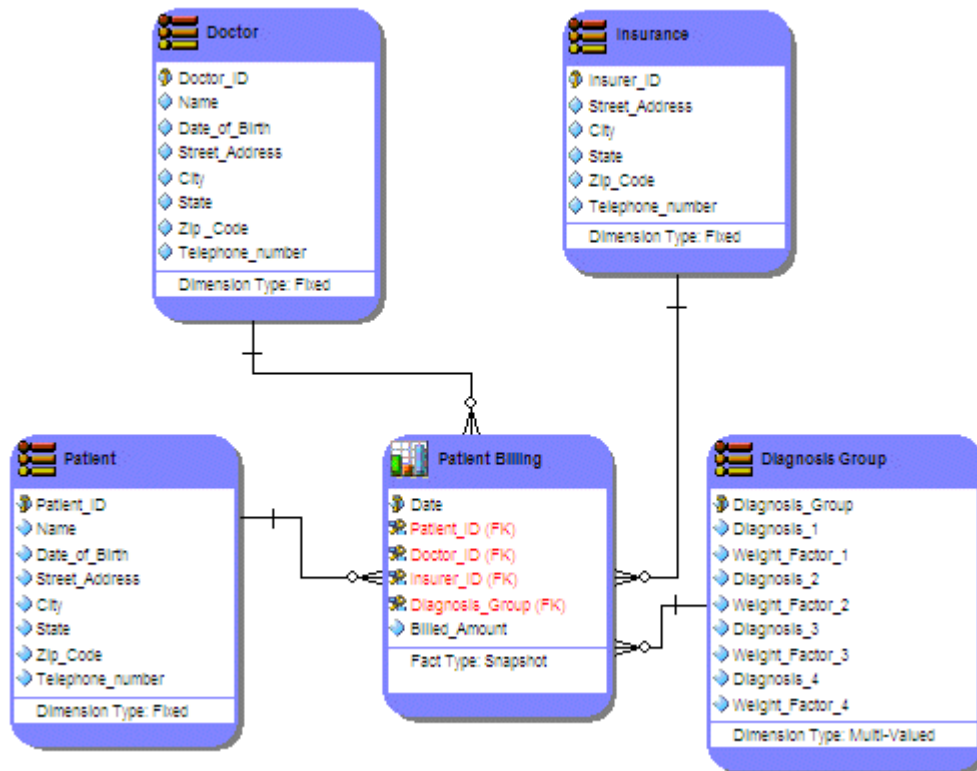 Doctor
Doctor_ID
Name
Date_of_Birth
Street_Address
City
State
Zip _Code
Telephone_number
Dimension Type: Fixed
Insurance
Insurer_ID
Street_Address
City
State
Zip_Code
Telephone_number
Dimension Type: Fixed
Patient
Patient_ID
Name
Date_of_Birth
Street_Address
City
State
Zip_Code
Telephone_number
Dimension Type: Fixed
Patient Billing
Date
Patient_ID (FK)
Doctor_ID (FK)
Insurer_ID (FK)
Diagnosis_Group (FK)
Billed_Amount
Fact Type: Snapshot
Diagnosis Group
Diagnosis_Group
Diagnosis_1
Weight_Factor_1
Diagnosis_2
Weight_Factor_2
Diagnosis_3
Weight_Factor_3
Diagnosis_4
Weight_Factor_4
Dimension Type: Multi-Valued